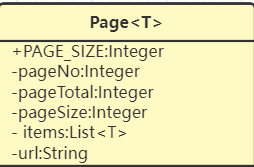 Page<T>
+PAGE_SIZE:Integer
-pageNo:Integer
-pageTotal:Integer
-pageSize:Integer
- items:List<T>
-url:String